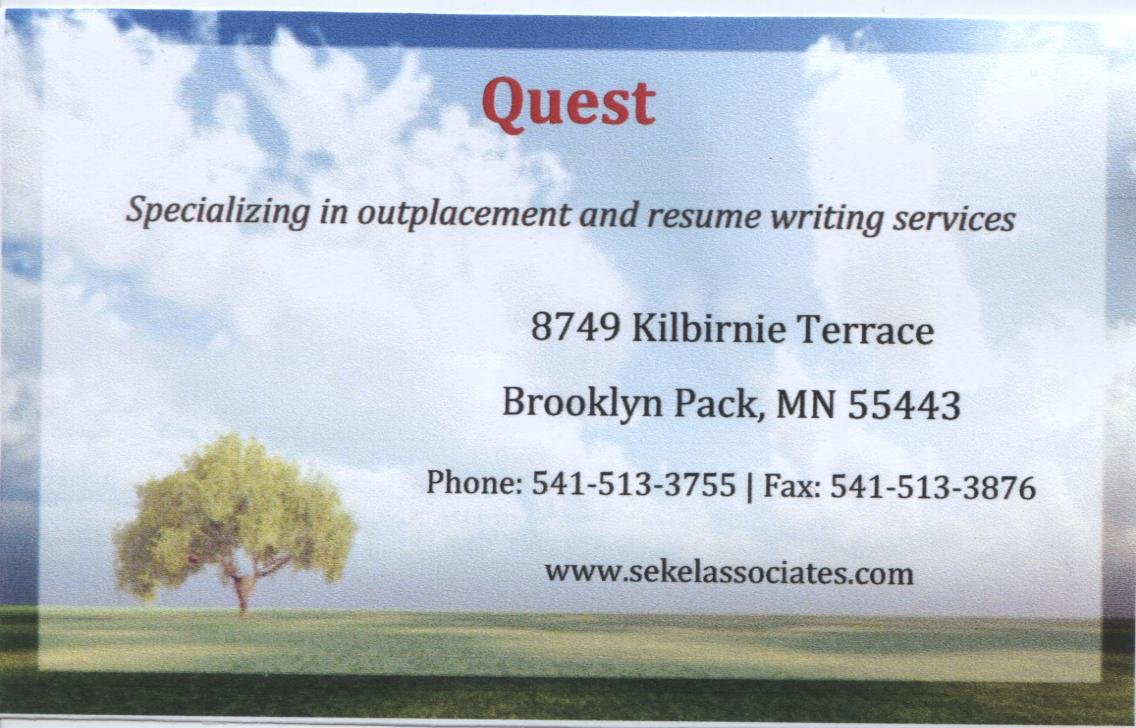 Quest
Specializing in outplacement and resume writing services
8749 Kilbirnie Terrace
Brooklyn Pack, MN 55443
Phone: 541-513-3755 | Fax: 541-513-3876
www.sekelassociates.com